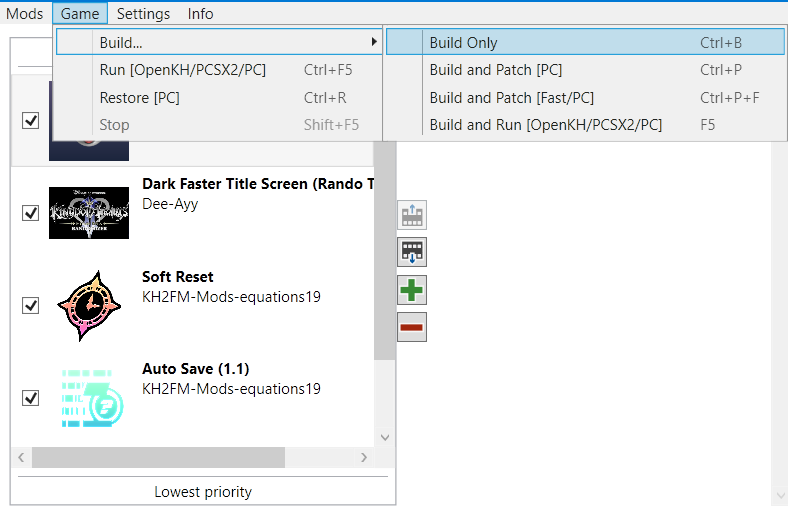 Mods Game Settings Info
Build... Build Only Ctrl+B
Run [OpenKH/PCSX2/PC] Ctrl+F5 Build and Patch [PC] Ctrl+P
Restore [PC] Ctrl+R Build and Patch [Fast/PC] Ctrl+P+F
Stop Shift+F5 Build and Run [OpenKH/PCSX2/PC] F5
Dark Faster Title Screen (Rando T
Dee-Ayy
KINGDOM HEARTS
RANDOMIZER
Soft Reset
KH2FM-Mods-equations19
Auto Save (1.1)
KH2FM-Mods-equations19
Lowest priority